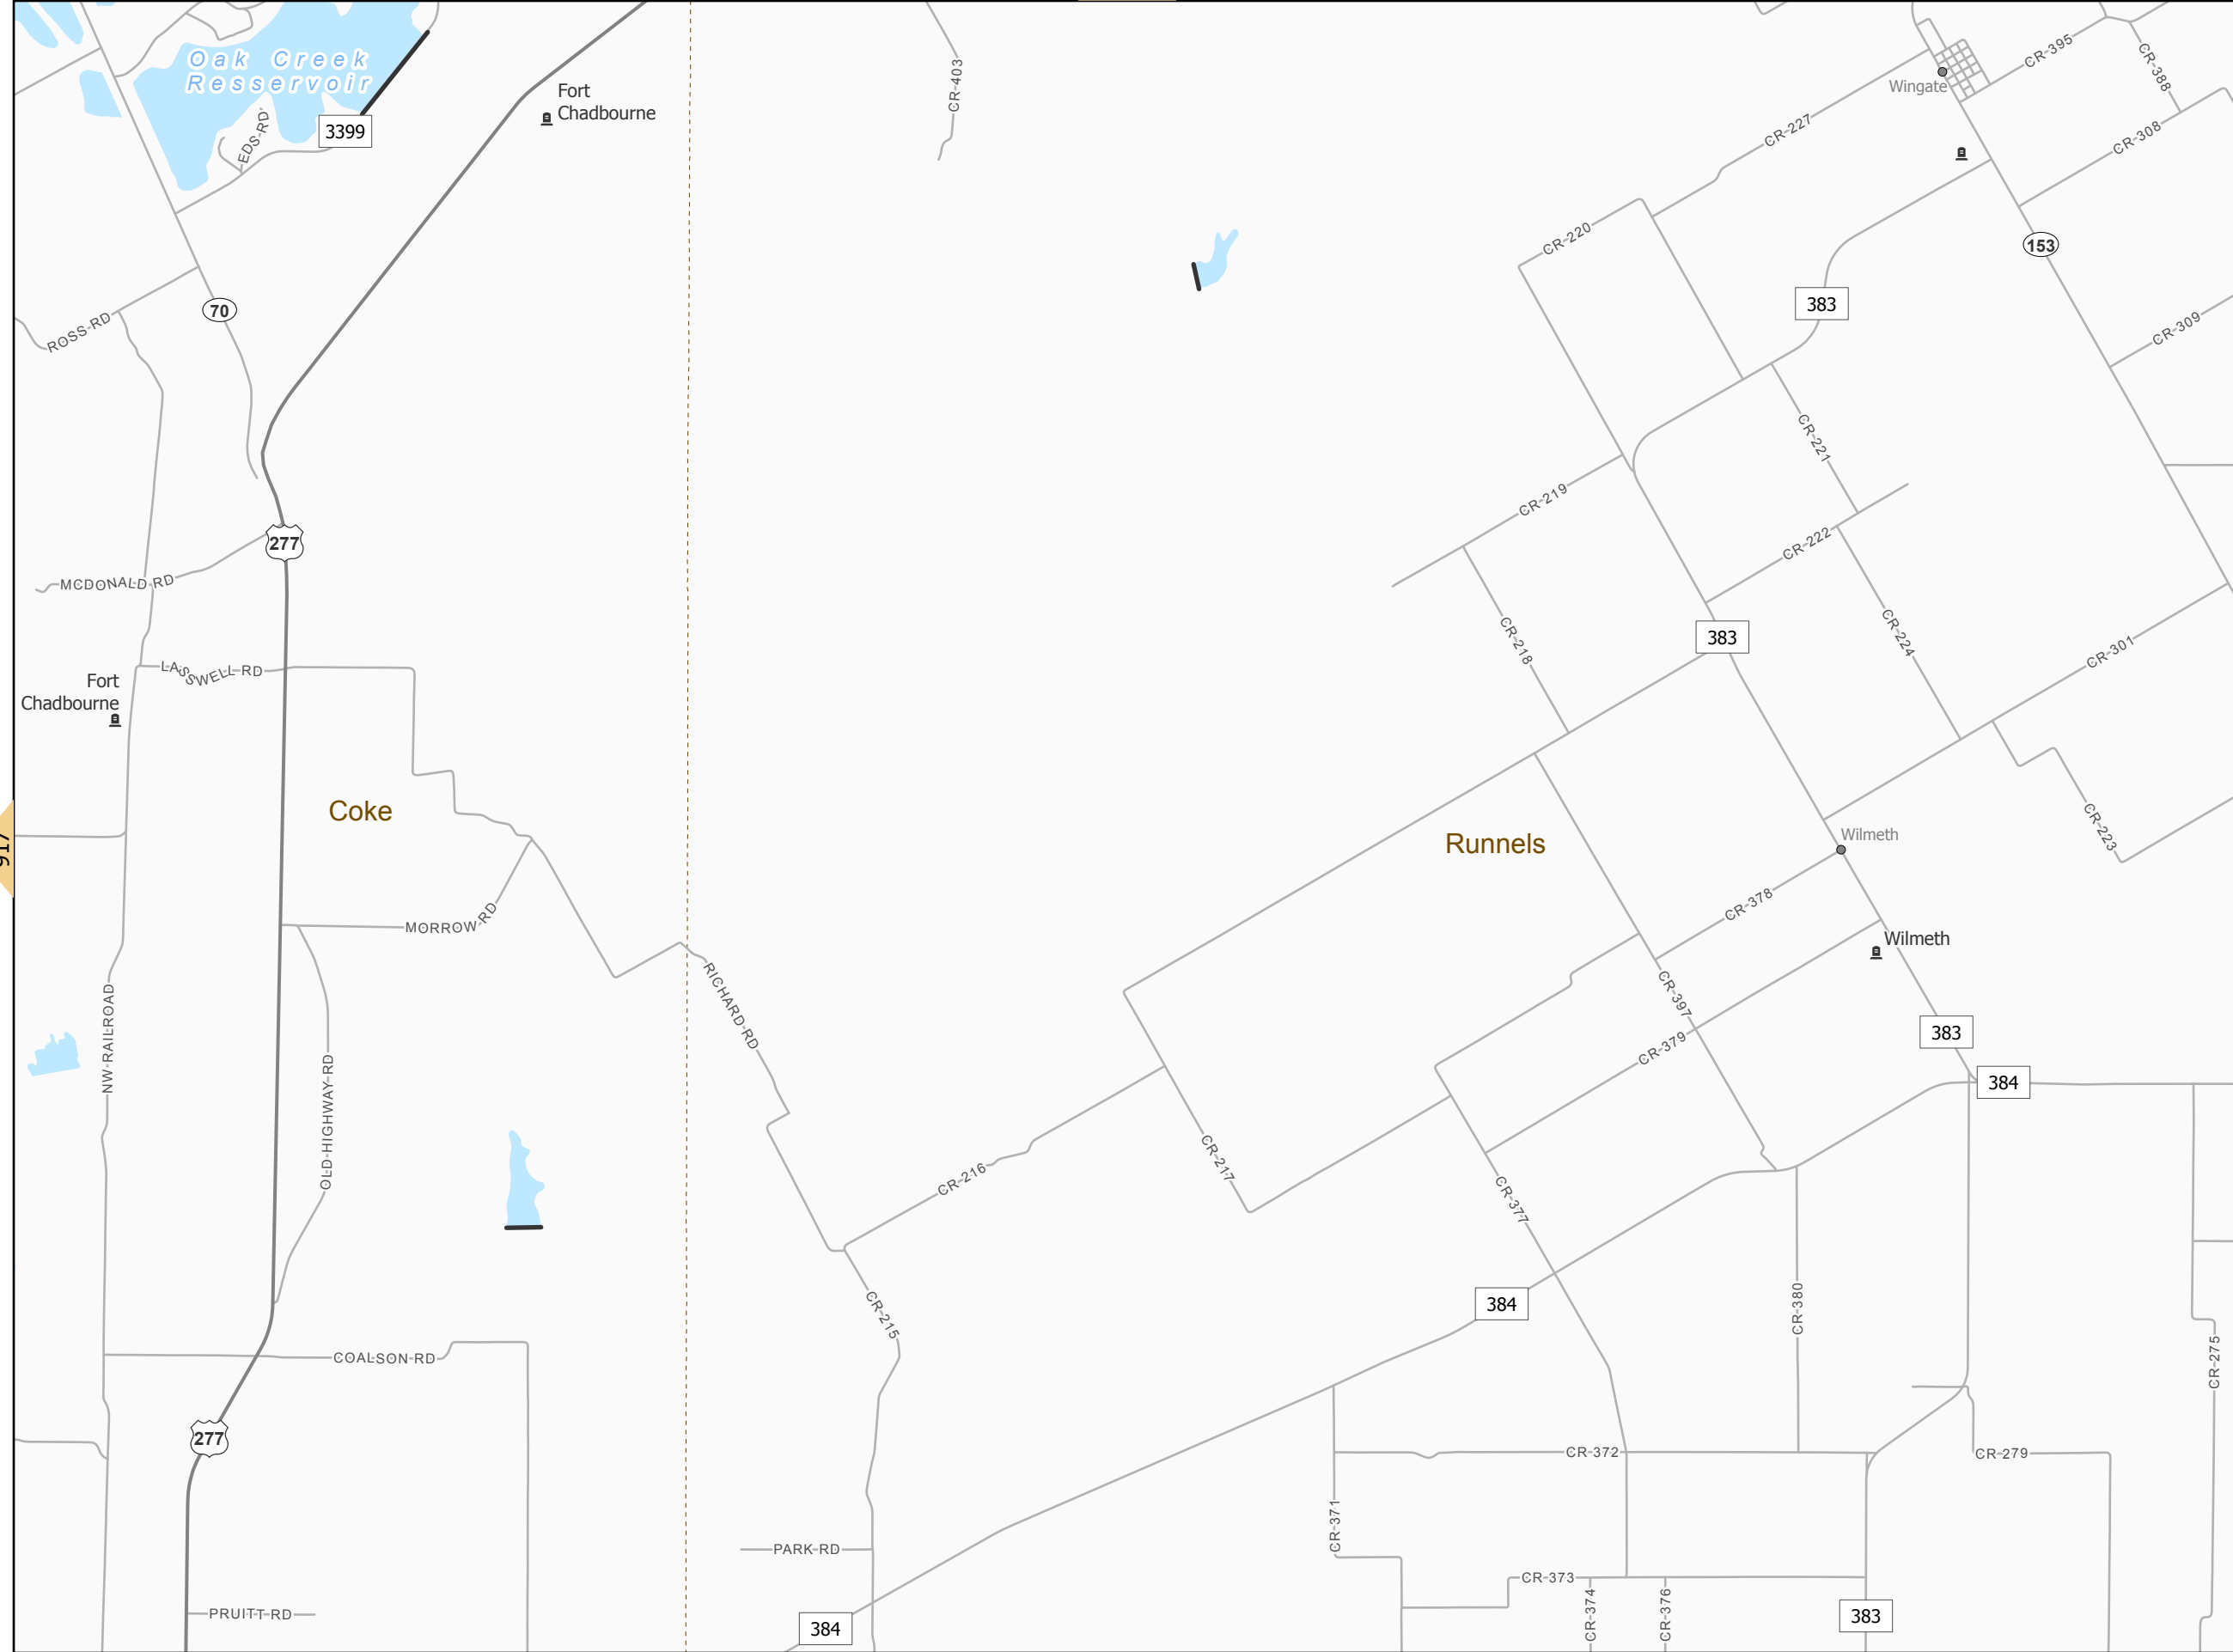 Oak Creek
Resservoir
3399
EDS-RD
Fort
Chadbourne
CR-403
Wingate
CR-395
CR-388
CR-227
CR-308
CR-220
153
383
CR-309
70
ROSS-RD
CR-221
CR-219
CR-222
277
MCDONALD-RD
CR-218
383
CR-224
CR-301
LASSWELL-RD
Fort
Chadbourne
Coke
917
Runnels
Wilmeth
CR-223
CR-378
MORROW-RD
Wilmeth
RICHARD-RD
CR-397
NW-RAILROAD
OLD-HIGHWAY-RD
383
CR-379
384
CR-216
CR-217
CR-377
384
CR-380
CR-215
CR-275
COALSON-RD
277
CR-372
CR-279
CR-371
PARK-RD
CR-373
CR-374
CR-376
PRUITT-RD
384
383